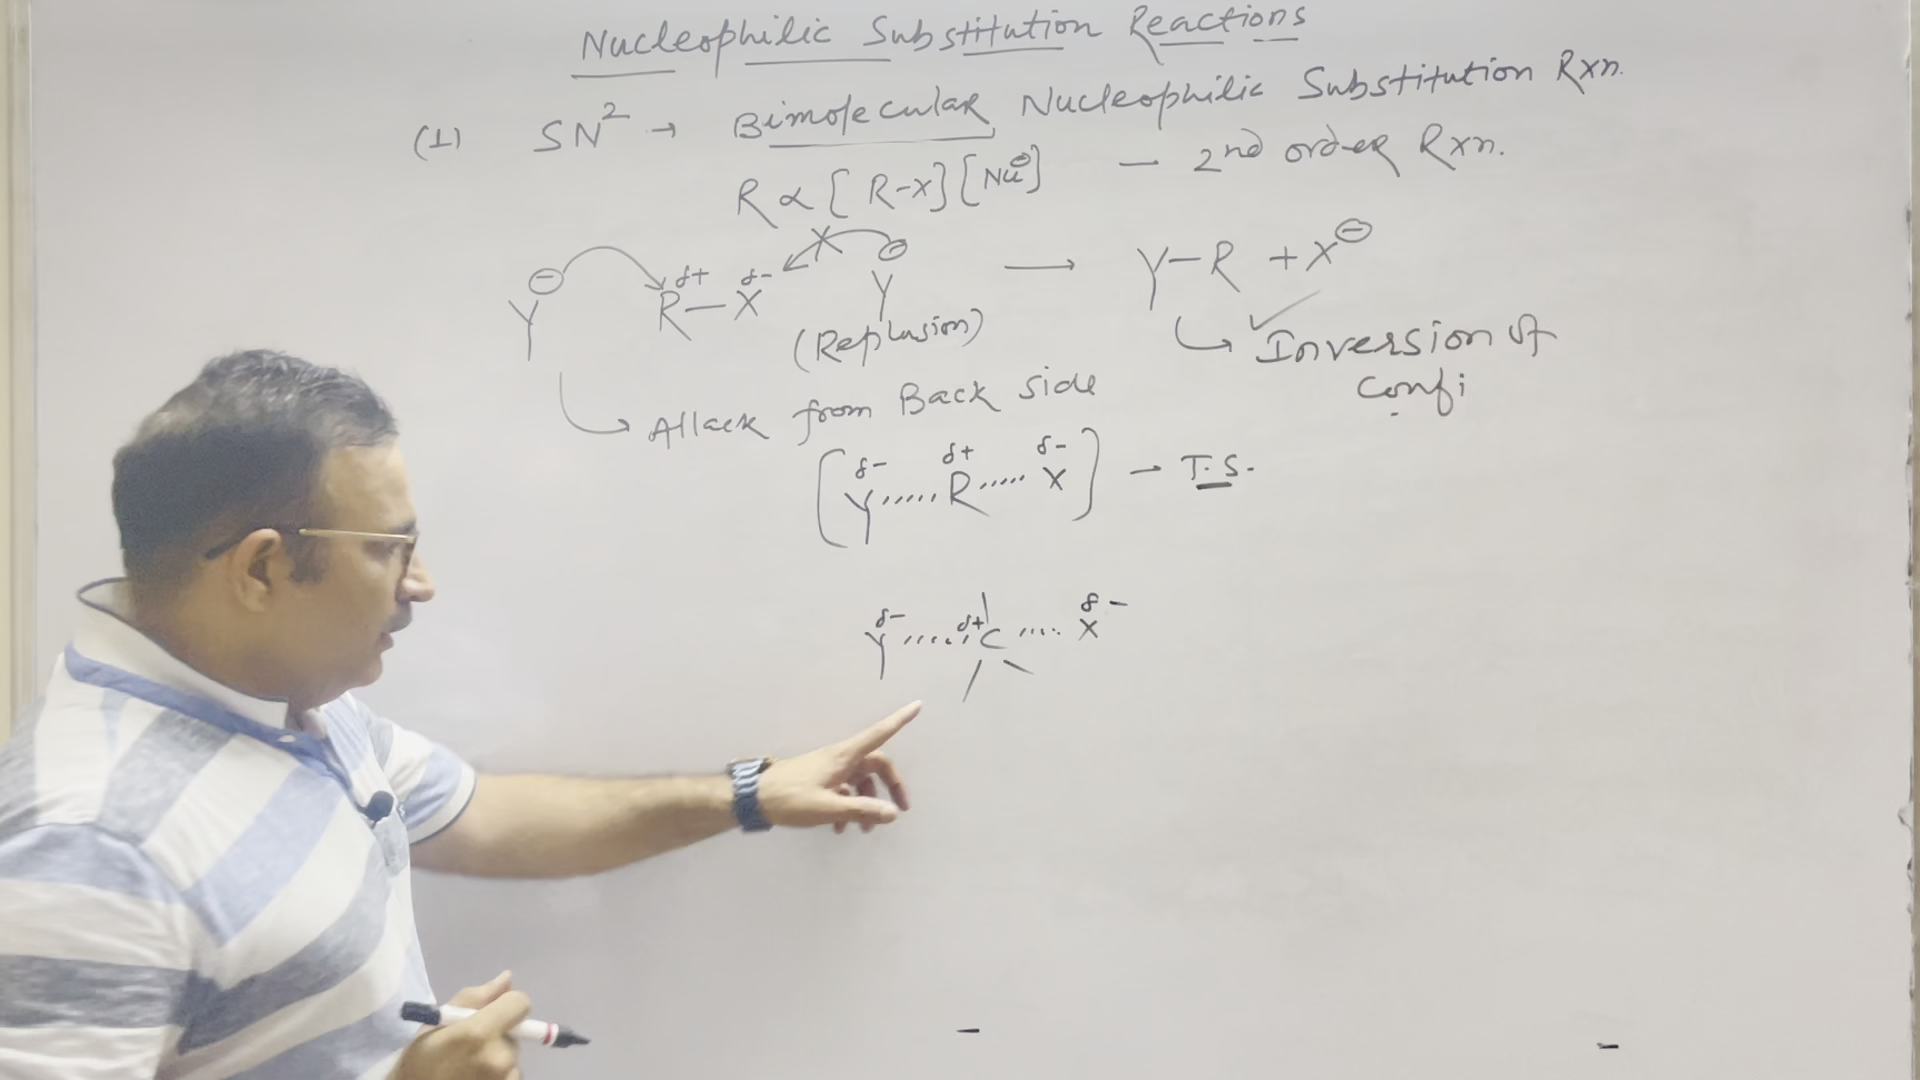 Nucleophilic Substitution Reactions
(1) SN² → Bimolecular Nucleophilic Substitution Rxn.
R ∝ [R-X][Nu⊖] — 2nd order Rxn.
Y⊖ R δ+ — X δ- Y⊖ ⟶ Y—R + X⊖
(Replusion)
↳ Inversion of
Confi
↳ Attack from Back side
[Y δ- ...... R δ+ ...... X δ-] — T.S.
Y δ- ...... δ+ C .... X δ-